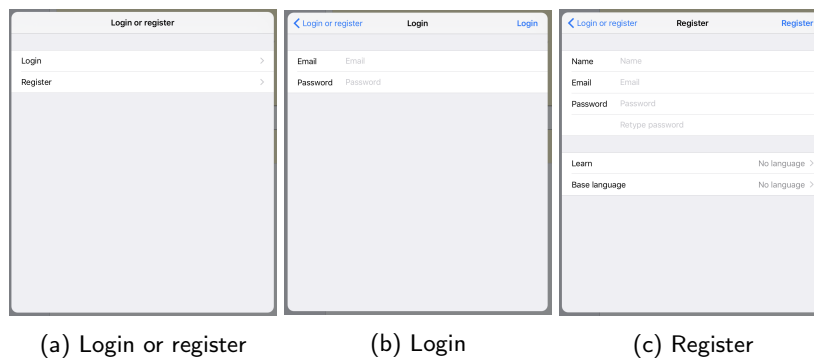 Login or register
Login
Register
(a) Login or register
Login or register Login Login
Email Email
Password Password
(b) Login
Login or register Register Register
Name Name
Email Email
Password Password
Retype password
Learn No language
Base language No language
(c) Register